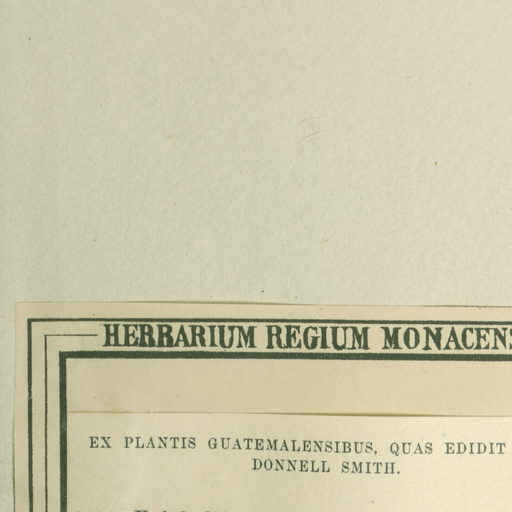 HERBARIUM REGIUM MONACENS
EX PLANTIS GUATEMALENSIBUS, QUAS EDIDIT
DONNELL SMITH.